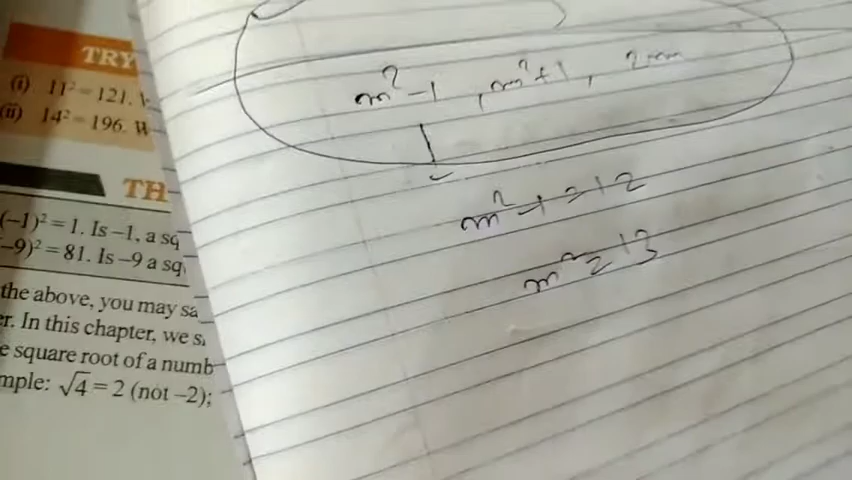 TRY
(i) 11² = 121.
(ii) 14² = 196. W
TH
(–1)² = 1. Is –1, a sq
–9)² = 81. Is –9 a sq
the above, you may sa
er. In this chapter, we s
e square root of a numb
mple: √4 = 2 (not –2);
m² – 1 , m² + 1 , 2m
m² – 1 = 12
m² = 13